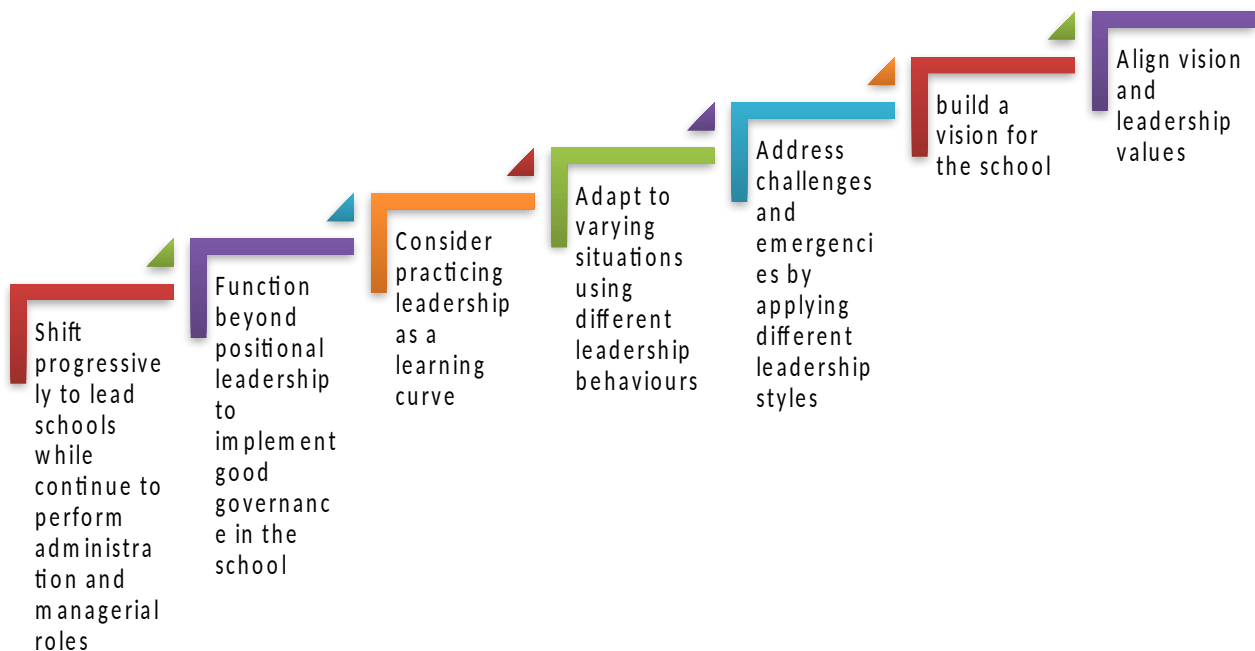 Shift
progressive
ly to lead
schools
while
continue to
perform
administra
tion and
managerial
roles
Function
beyond
positional
leadership
to
implement
good
governanc
e in the
school
Consider
practicing
leadership
as a
learning
curve
Adapt to
varying
situations
using
different
leadership
behaviours
Address
challenges
and
emergenci
es by
applying
different
leadership
styles
build a
vision for
the school
Align vision
and
leadership
values